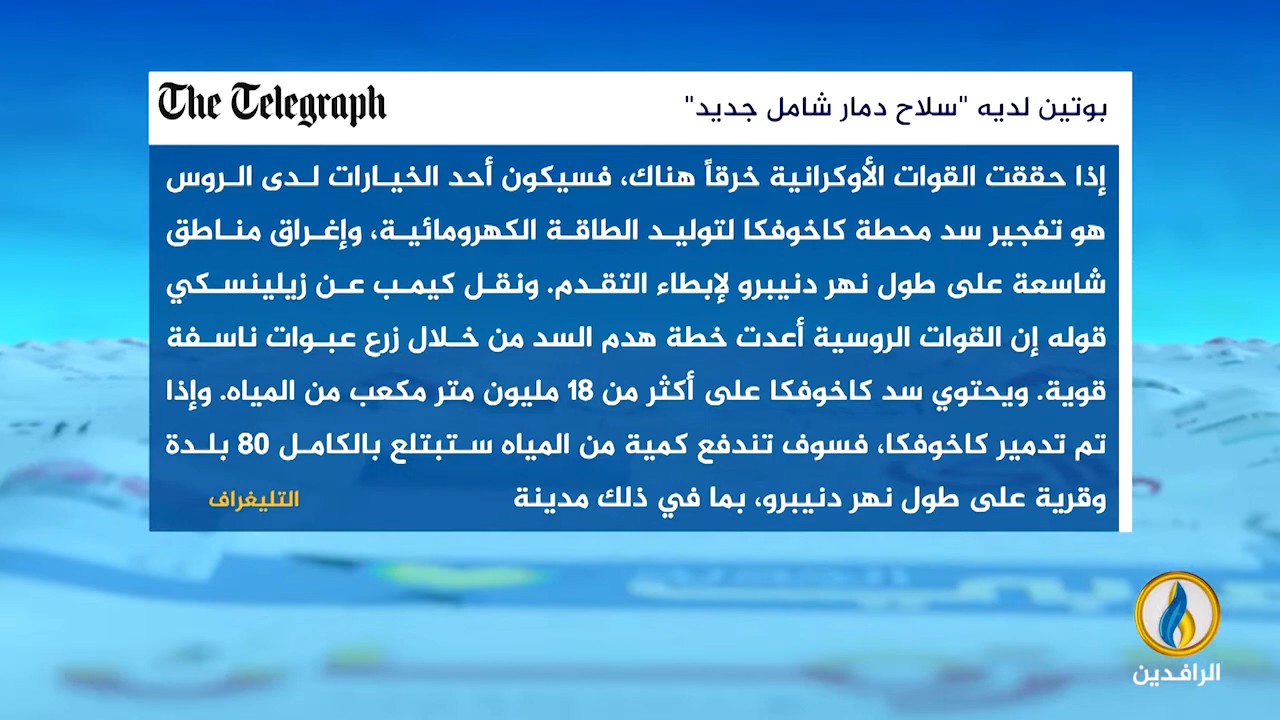 The Telegraph
بوتين لديه "سلاح دمار شامل جديد"
إذا حققت القوات الأوكرانية خرقاً هناك، فسيكون أحد الخيارات لدى الروس
هو تفجير سد محطة كاخوفكا لتوليد الطاقة الكهرومائية، وإغراق مناطق
شاسعة على طول نهر دنيبرو لإبطاء التقدم. ونقل كيمب عن زيلينسكي
قوله إن القوات الروسية أعدت خطة هدم السد من خلال زرع عبوات ناسفة
قوية. ويحتوي سد كاخوفكا على أكثر من 18 مليون متر مكعب من المياه. وإذا
تم تدمير كاخوفكا، فسوف تندفع كمية من المياه ستبتلع بالكامل 80 بلدة
وقرية على طول نهر دنيبرو، بما في ذلك مدينة
التليغراف
الرافدين